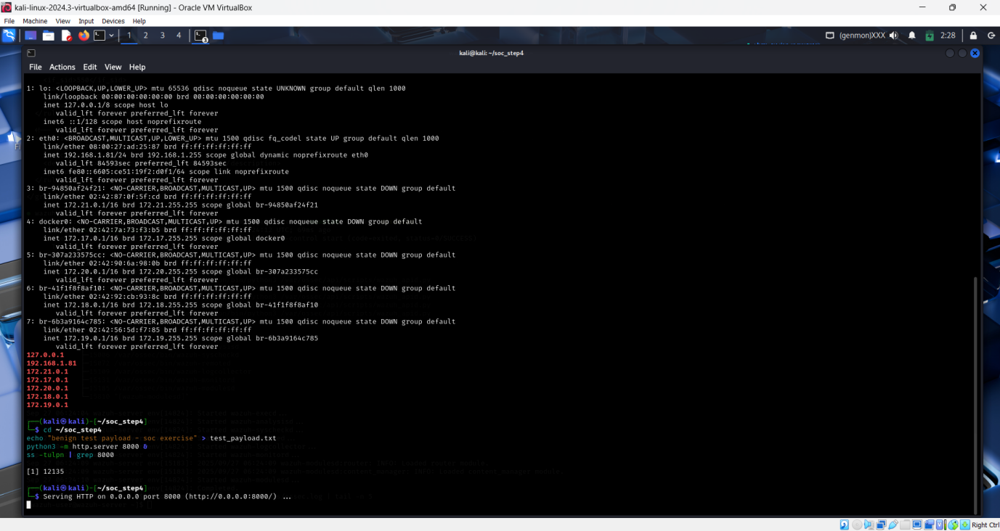 kali-linux-2024.3-virtualbox-amd64 [Running] - Oracle VM VirtualBox
File Machine View Input Devices Help
1 2 3 4 3 (genmon)XXX 2:28
kali@kali: ~/soc_step4
File Actions Edit View Help
1: lo: <LOOPBACK,UP,LOWER_UP> mtu 65536 qdisc noqueue state UNKNOWN group default qlen 1000
link/loopback 00:00:00:00:00:00 brd 00:00:00:00:00:00
inet 127.0.0.1/8 scope host lo
valid_lft forever preferred_lft forever
inet6 ::1/128 scope host noprefixroute
valid_lft forever preferred_lft forever
2: eth0: <BROADCAST,MULTICAST,UP,LOWER_UP> mtu 1500 qdisc fq_codel state UP group default qlen 1000
link/ether 08:00:27:ad:25:87 brd ff:ff:ff:ff:ff:ff
inet 192.168.1.81/24 brd 192.168.1.255 scope global dynamic noprefixroute eth0
valid_lft 84593sec preferred_lft 84593sec
inet6 fe80::6605:ce51:19f2:d0f1/64 scope link noprefixroute
valid_lft forever preferred_lft forever
3: br-94850af24f21: <NO-CARRIER,BROADCAST,MULTICAST,UP> mtu 1500 qdisc noqueue state DOWN group default
link/ether 02:42:87:0f:5f:cd brd ff:ff:ff:ff:ff:ff
inet 172.21.0.1/16 brd 172.21.255.255 scope global br-94850af24f21
valid_lft forever preferred_lft forever
4: docker0: <NO-CARRIER,BROADCAST,MULTICAST,UP> mtu 1500 qdisc noqueue state DOWN group default
link/ether 02:42:7a:73:f3:b5 brd ff:ff:ff:ff:ff:ff
inet 172.17.0.1/16 brd 172.17.255.255 scope global docker0
valid_lft forever preferred_lft forever
5: br-307a233575cc: <NO-CARRIER,BROADCAST,MULTICAST,UP> mtu 1500 qdisc noqueue state DOWN group default
link/ether 02:42:90:6a:98:0b brd ff:ff:ff:ff:ff:ff
inet 172.20.0.1/16 brd 172.20.255.255 scope global br-307a233575cc
valid_lft forever preferred_lft forever
6: br-41f1f8f8af10: <NO-CARRIER,BROADCAST,MULTICAST,UP> mtu 1500 qdisc noqueue state DOWN group default
link/ether 02:42:92:cb:93:8c brd ff:ff:ff:ff:ff:ff
inet 172.18.0.1/16 brd 172.18.255.255 scope global br-41f1f8f8af10
valid_lft forever preferred_lft forever
7: br-6b3a9164c785: <NO-CARRIER,BROADCAST,MULTICAST,UP> mtu 1500 qdisc noqueue state DOWN group default
link/ether 02:42:56:5d:f7:85 brd ff:ff:ff:ff:ff:ff
inet 172.19.0.1/16 brd 172.19.255.255 scope global br-6b3a9164c785
valid_lft forever preferred_lft forever
127.0.0.1
192.168.1.81
172.21.0.1
172.17.0.1
172.20.0.1
172.18.0.1
172.19.0.1
┌──(kali㉿kali)-[~/soc_step4]
└─$ cd ~/soc_step4
echo "benign test payload - soc exercise" > test_payload.txt
python3 -m http.server 8000 &
ss -tulpn | grep 8000
[1] 12135
┌──(kali㉿kali)-[~/soc_step4]
└─$ Serving HTTP on 0.0.0.0 port 8000 (http://0.0.0.0:8000/) ...
Right Ctrl